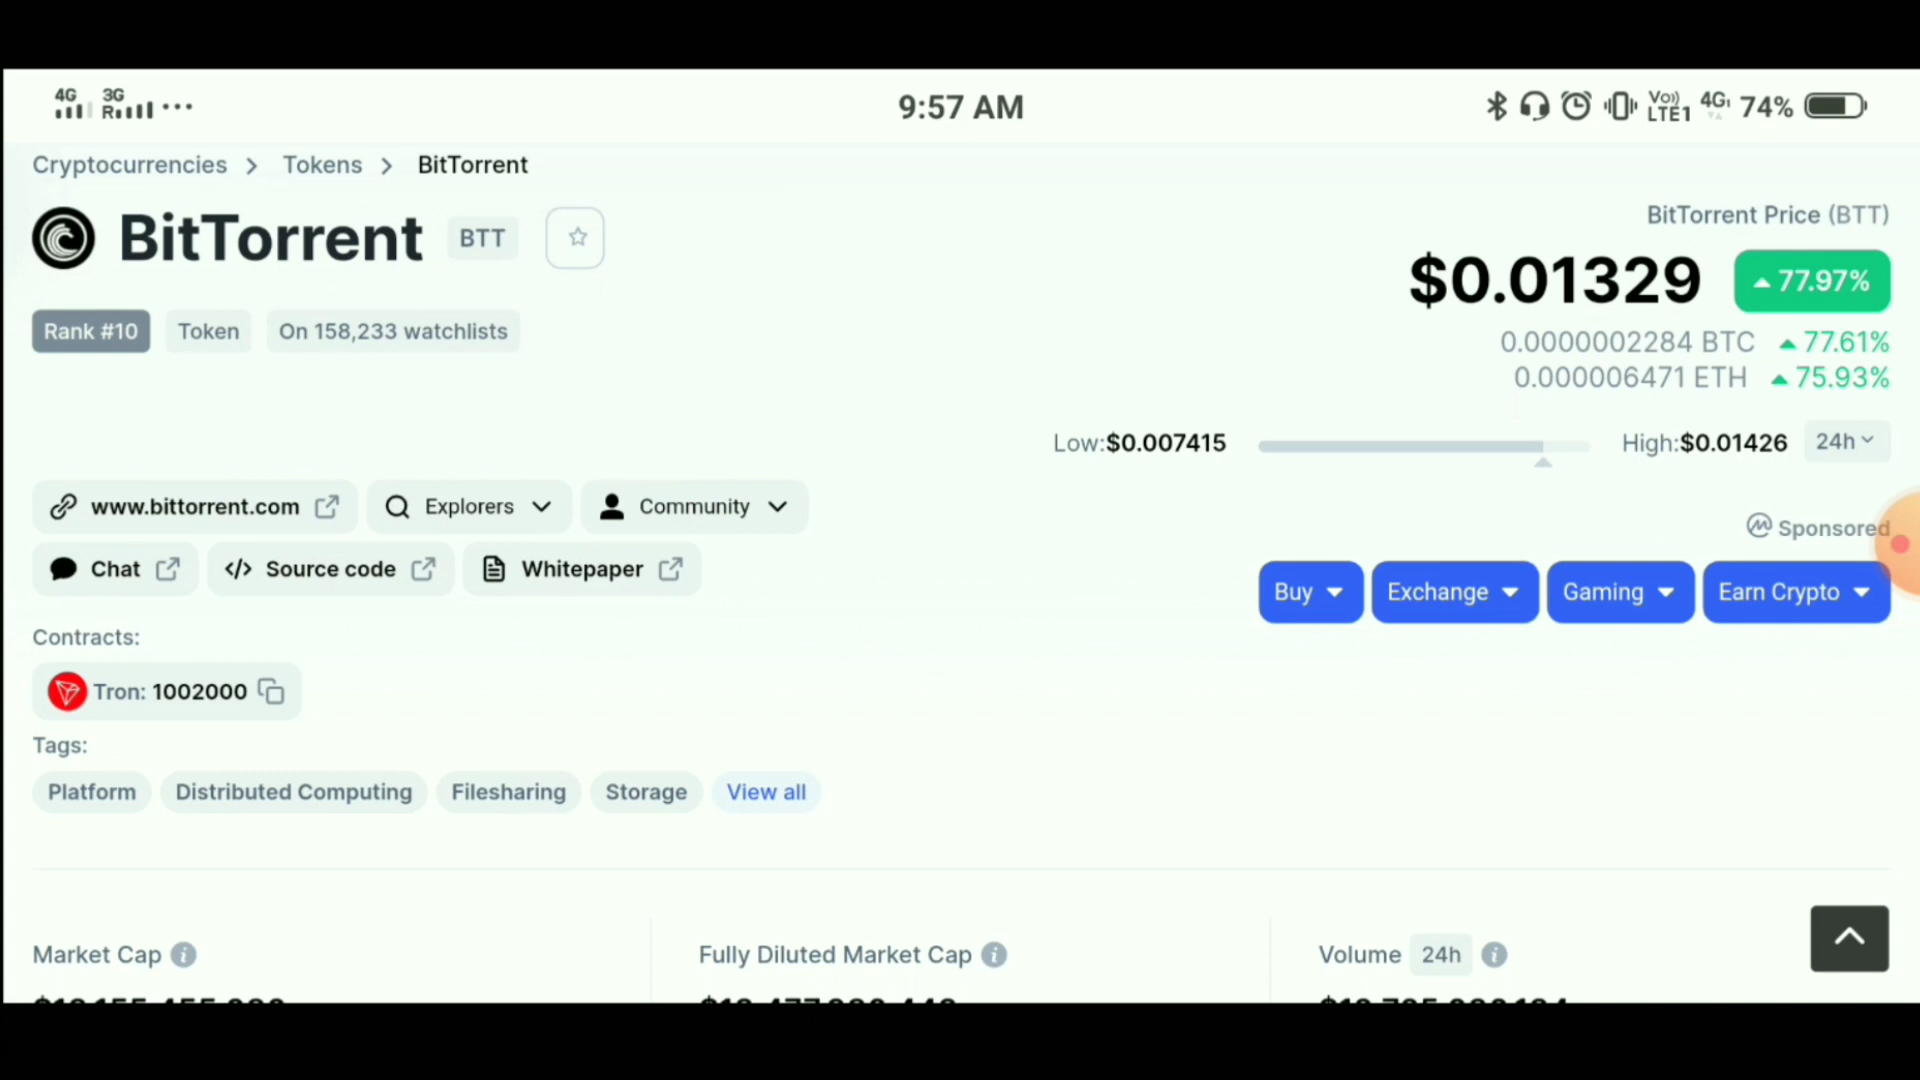 4G 3G R
9:57 AM
Vo)) LTE1 4G 74%
Cryptocurrencies > Tokens > BitTorrent
BitTorrent BTT
BitTorrent Price (BTT)
$0.01329 77.97%
Rank #10 Token On 158,233 watchlists
0.0000002284 BTC 77.61%
0.000006471 ETH 75.93%
Low:$0.007415 High:$0.01426 24h
www.bittorrent.com Explorers Community
Sponsored
Chat </> Source code Whitepaper
Buy Exchange Gaming Earn Crypto
Contracts:
Tron: 1002000
Tags:
Platform Distributed Computing Filesharing Storage View all
Market Cap Fully Diluted Market Cap Volume 24h